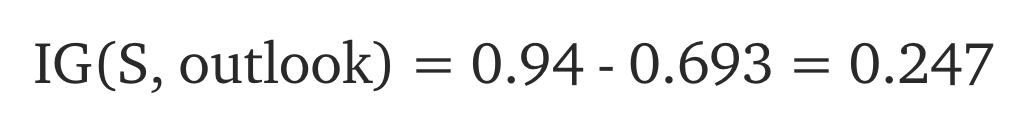 IG(S, outlook) = 0.94 - 0.693 = 0.247